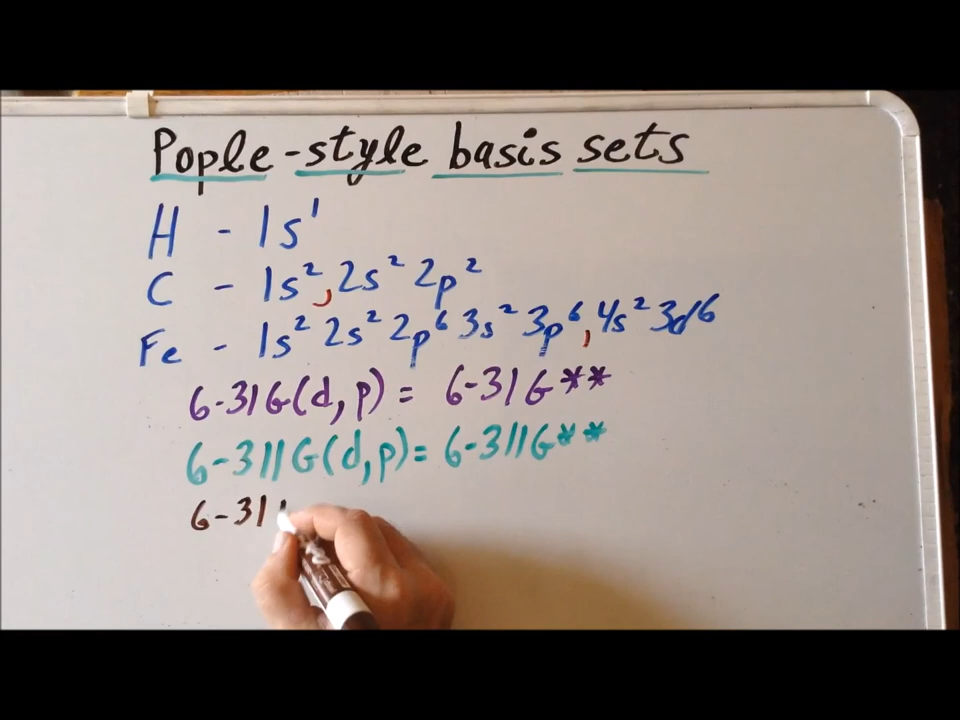 Pople-style basis sets
H - 1s¹
C - 1s², 2s² 2p²
Fe - 1s² 2s² 2p⁶ 3s² 3p⁶, 4s² 3d⁶
6-31G(d,p) = 6-31G**
6-311G(d,p) = 6-311G**
6-31